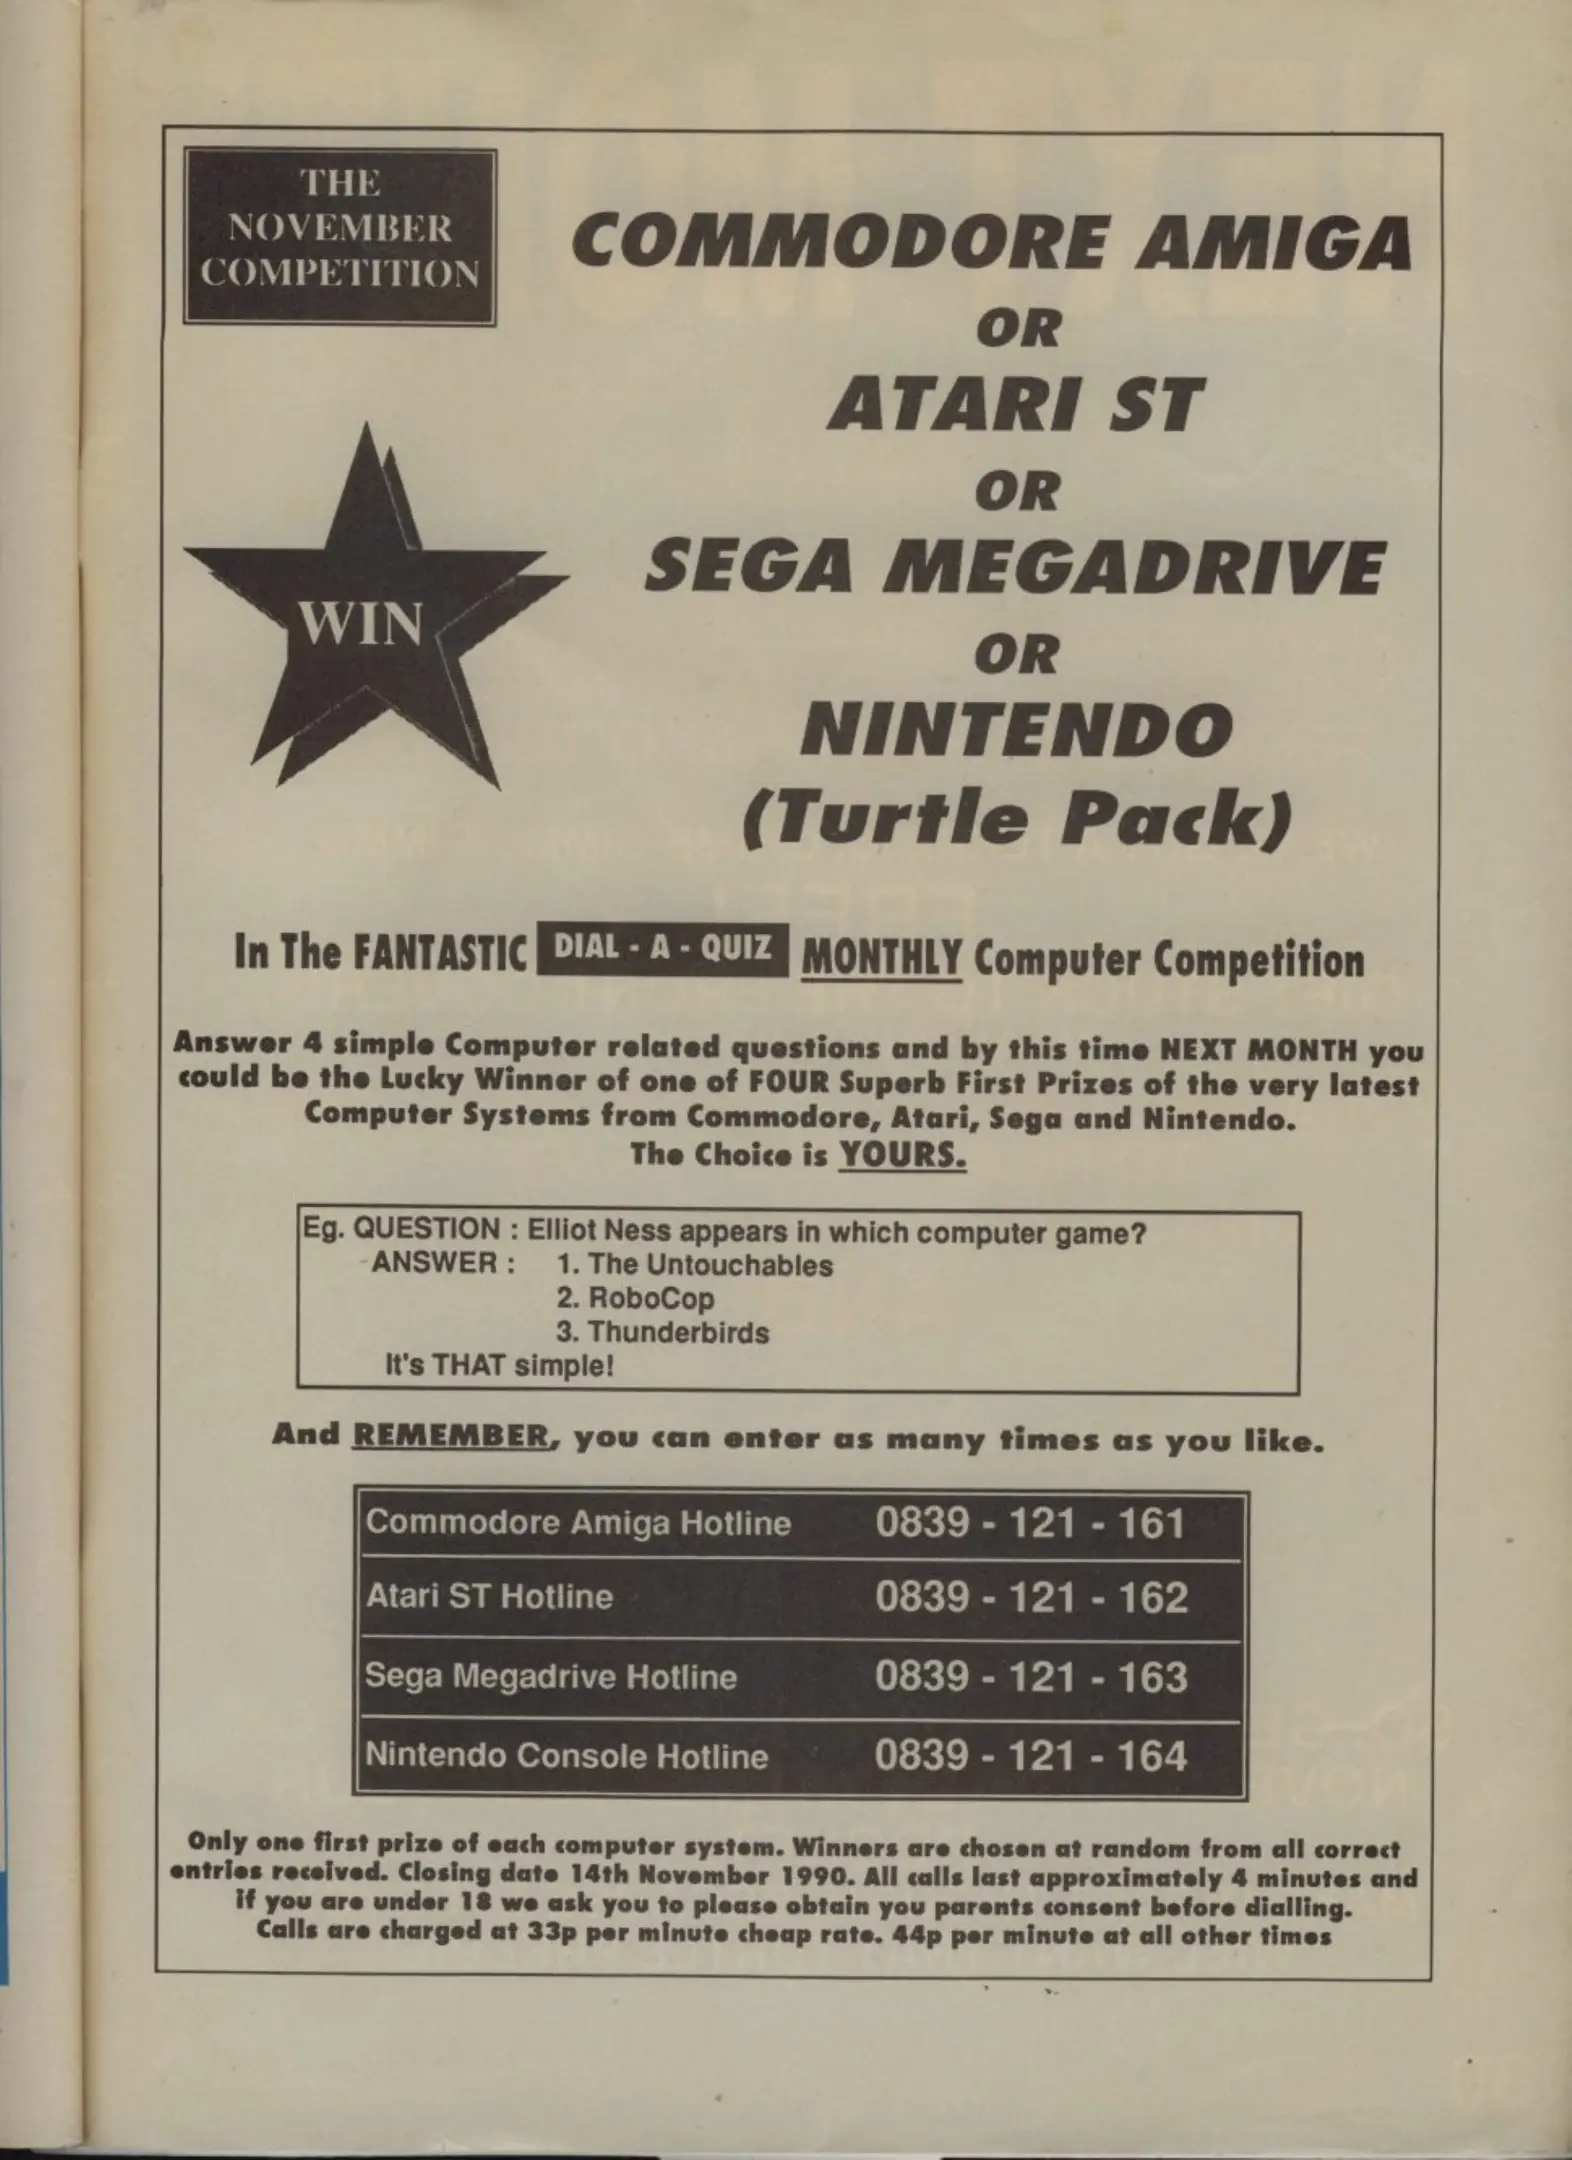 THE
NOVEMBER
COMPETITION
COMMODORE AMIGA
OR
ATARI ST
OR
SEGA MEGADRIVE
OR
NINTENDO
(Turtle Pack)
WIN
In The FANTASTIC DIAL - A - QUIZ MONTHLY Computer Competition
Answer 4 simple Computer related questions and by this time NEXT MONTH you
could be the Lucky Winner of one of FOUR Superb First Prizes of the very latest
Computer Systems from Commodore, Atari, Sega and Nintendo.
The Choice is YOURS.
Eg. QUESTION : Elliot Ness appears in which computer game?
ANSWER : 1. The Untouchables
2. RoboCop
3. Thunderbirds
It's THAT simple!
And REMEMBER, you can enter as many times as you like.
Commodore Amiga Hotline 0839 - 121 - 161
Atari ST Hotline 0839 - 121 - 162
Sega Megadrive Hotline 0839 - 121 - 163
Nintendo Console Hotline 0839 - 121 - 164
Only one first prize of each computer system. Winners are chosen at random from all correct
entries received. Closing date 14th November 1990. All calls last approximately 4 minutes and
if you are under 18 we ask you to please obtain you parents consent before dialling.
Calls are charged at 33p per minute cheap rate. 44p per minute at all other times